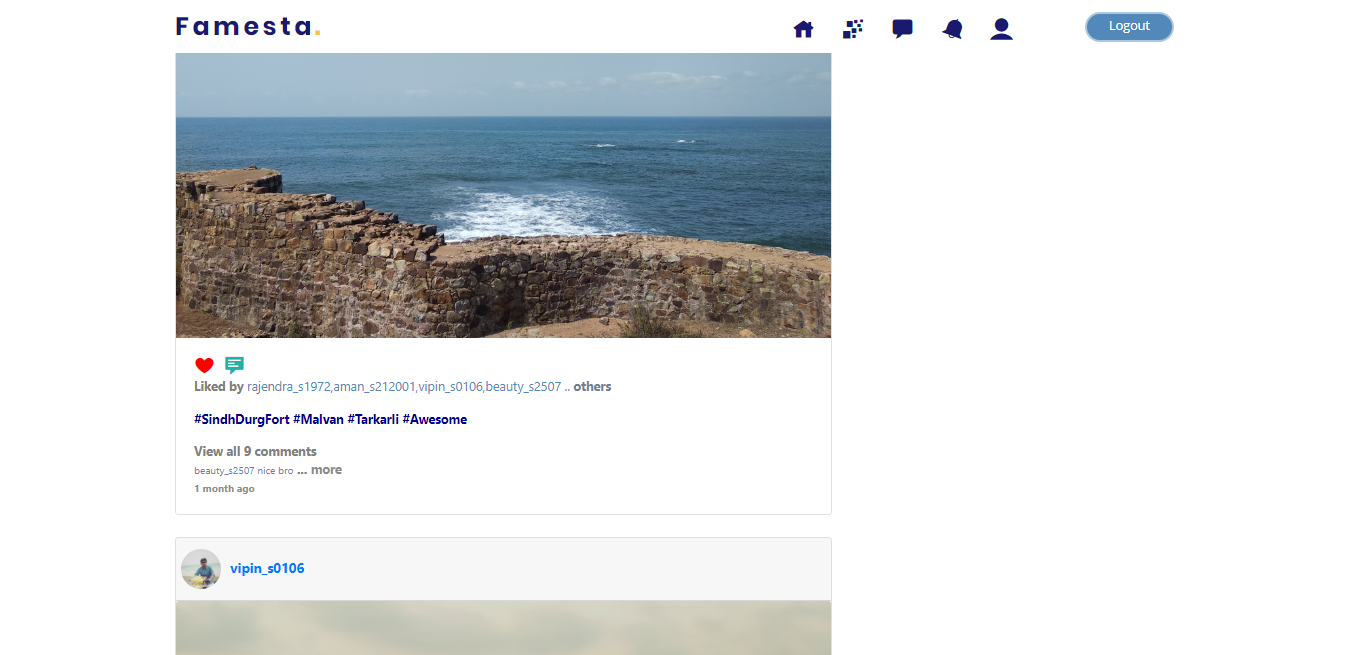 Famesta.
Logout
Liked by rajendra_s1972,aman_s212001,vipin_s0106,beauty_s2507 .. others
#SindhDurgFort #Malvan #Tarkarli #Awesome
View all 9 comments
beauty_s2507 nice bro ... more
1 month ago
vipin_s0106